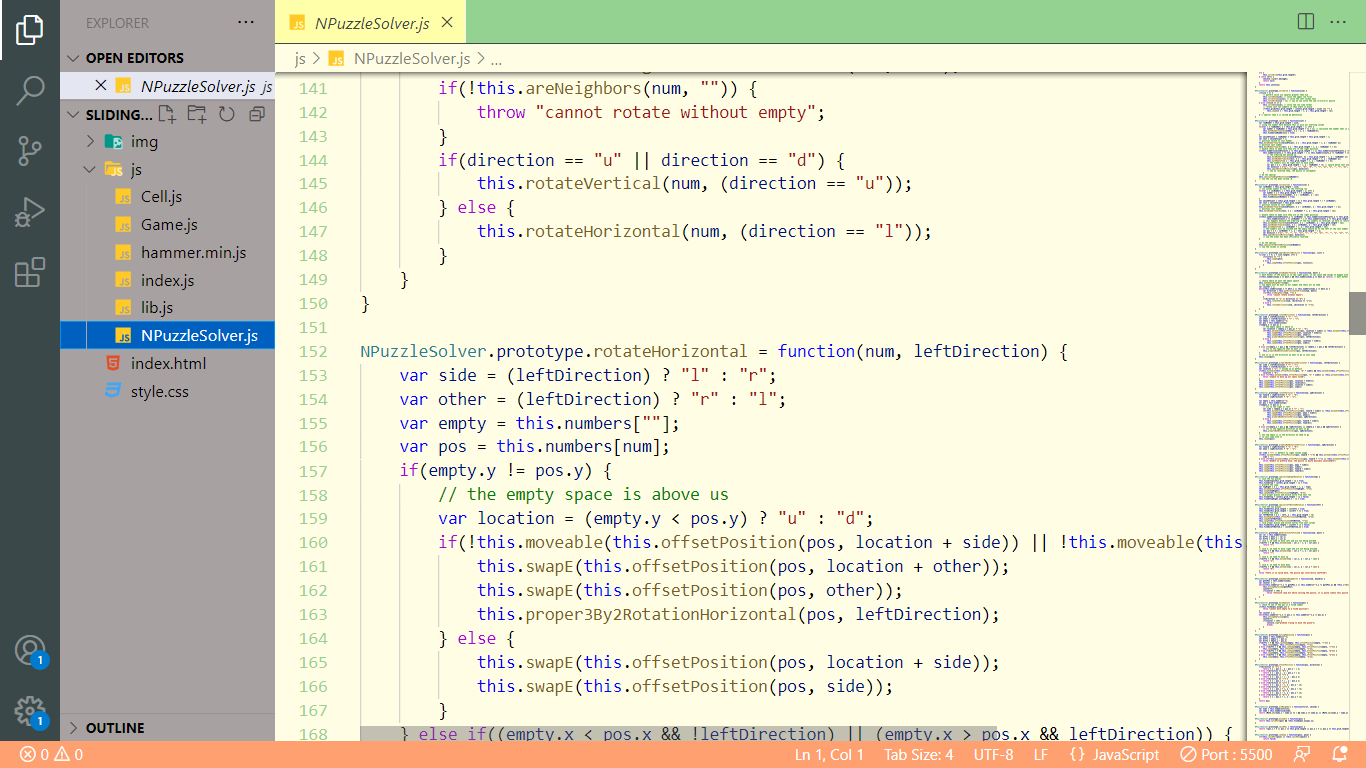 EXPLORER
OPEN EDITORS
NPuzzleSolver.js js
SLIDING...
img
js
Cell.js
Game.js
hammer.min.js
index.js
lib.js
NPuzzleSolver.js
index.html
style.css
OUTLINE
NPuzzleSolver.js
js > NPuzzleSolver.js > ...
141 if(!this.areNeighbors(num, "")) {
142 throw "cannot rotate without empty";
143 }
144 if(direction == "u" || direction == "d") {
145 this.rotateVertical(num, (direction == "u"));
146 } else {
147 this.rotateHorizontal(num, (direction == "l"));
148 }
149 }
150 }
151
152 NPuzzleSolver.prototype.rotateHorizontal = function(num, leftDirection) {
153 var side = (leftDirection) ? "l" : "r";
154 var other = (leftDirection) ? "r" : "l";
155 var empty = this.numbers[""];
156 var pos = this.numbers[num];
157 if(empty.y != pos.y) {
158 // the empty space is above us
159 var location = (empty.y < pos.y) ? "u" : "d";
160 if(!this.moveable(this.offsetPosition(pos, location + side)) || !this.moveable(this
161 this.swapE(this.offsetPosition(pos, location + other));
162 this.swapE(this.offsetPosition(pos, other));
163 this.proper3By2RotationHorizontal(pos, leftDirection);
164 } else {
165 this.swapE(this.offsetPosition(pos, location + side));
166 this.swapE(this.offsetPosition(pos, side));
167 }
168 } else if((empty.x < pos.x && !leftDirection) || (empty.x > pos.x && leftDirection)) {
1
1
0 0
Ln 1, Col 1 Tab Size: 4 UTF-8 LF {} JavaScript Port : 5500